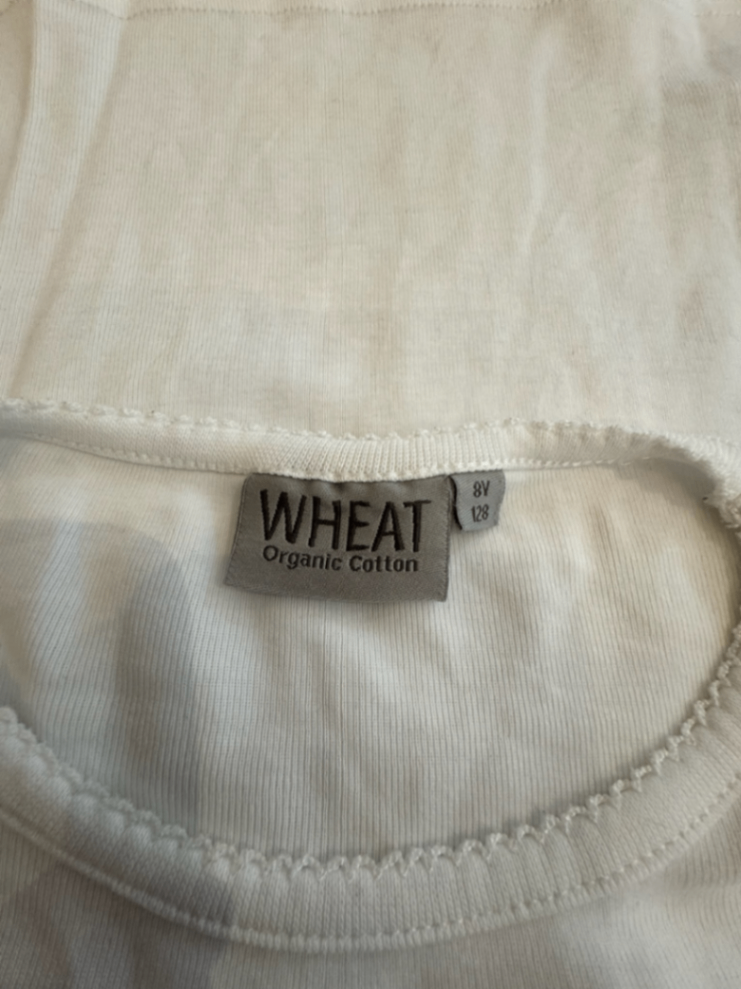 WHEAT
Organic Cotton
8Y
128